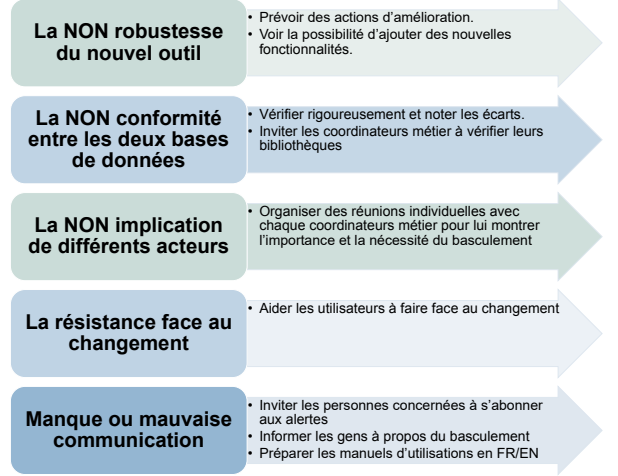 La NON robustesse
du nouvel outil
• Prévoir des actions d'amélioration.
• Voir la possibilité d'ajouter des nouvelles
fonctionalités.
La NON conformité
entre les deux bases
de données
• Vérifier rigoureusement et noter les écarts.
• Inviter les coordinateurs métier à vérifier leurs
bibliothèques
La NON implication
de différents acteurs
• Organiser des réunions individuelles avec
chaque coordinateurs métier pour lui montrer
l'importance et la nécessité du basculement
La résistance face au
changement
• Aider les utilisateurs à faire face au changement
Manque ou mauvaise
communication
• Inviter les personnes concernées à s'abonner
aux alertes
• Informer les gens à propos du basculement
• Préparer les manuels d'utilisations en FR/EN